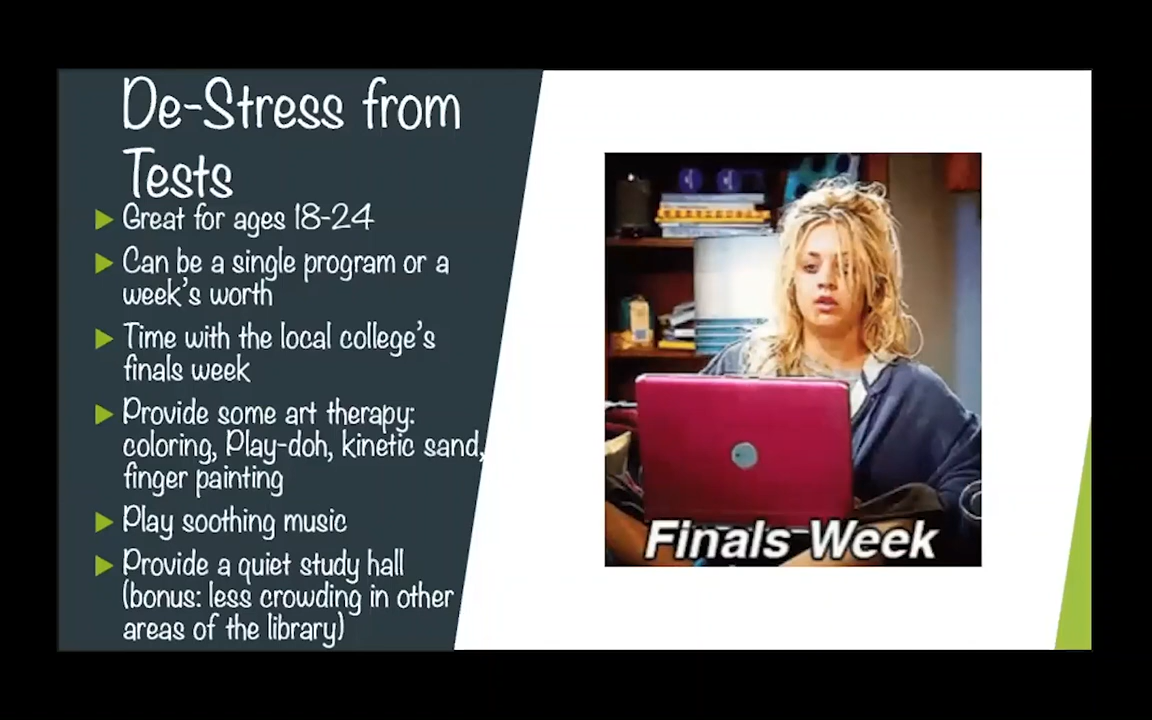 De-Stress from
Tests
Great for ages 18-24
Can be a single program or a
week's worth
Time with the local college's
finals week
Provide some art therapy:
coloring, Play-doh, kinetic sand,
finger painting
Play soothing music
Provide a quiet study hall
(bonus: less crowding in other
areas of the library)
Finals Week